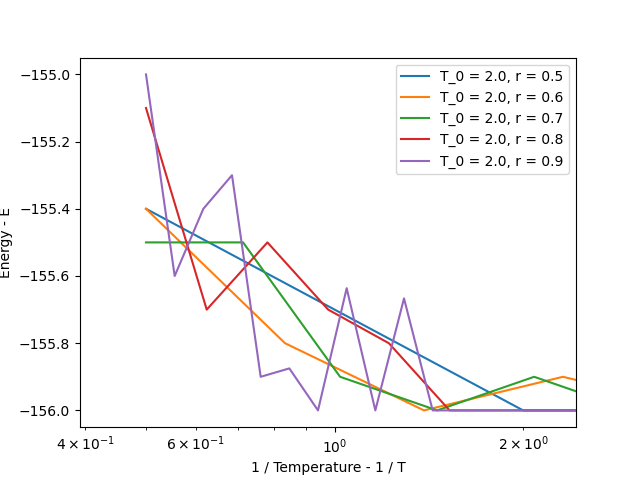 −155.0
−155.2
−155.4
−155.6
−155.8
−156.0
Energy - E
T_0 = 2.0, r = 0.5
T_0 = 2.0, r = 0.6
T_0 = 2.0, r = 0.7
T_0 = 2.0, r = 0.8
T_0 = 2.0, r = 0.9
4 × 10⁻¹ 6 × 10⁻¹ 10⁰ 2 × 10⁰
1 / Temperature - 1 / T